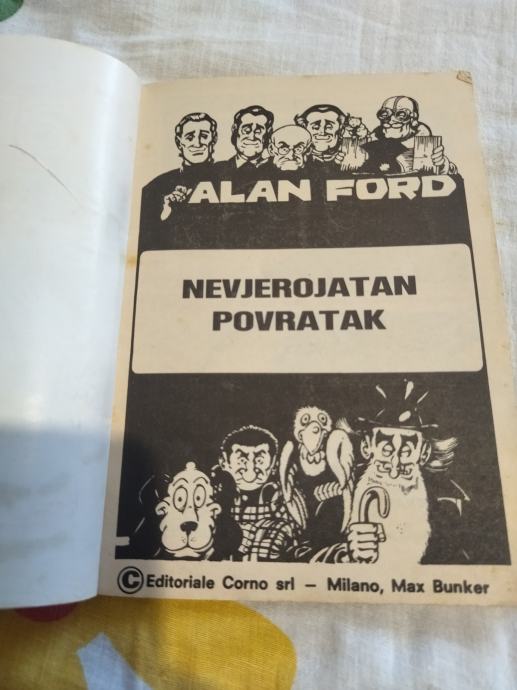 ALAN FORD
NEVJEROJATAN
POVRATAK
© Editoriale Corno srl – Milano, Max Bunker